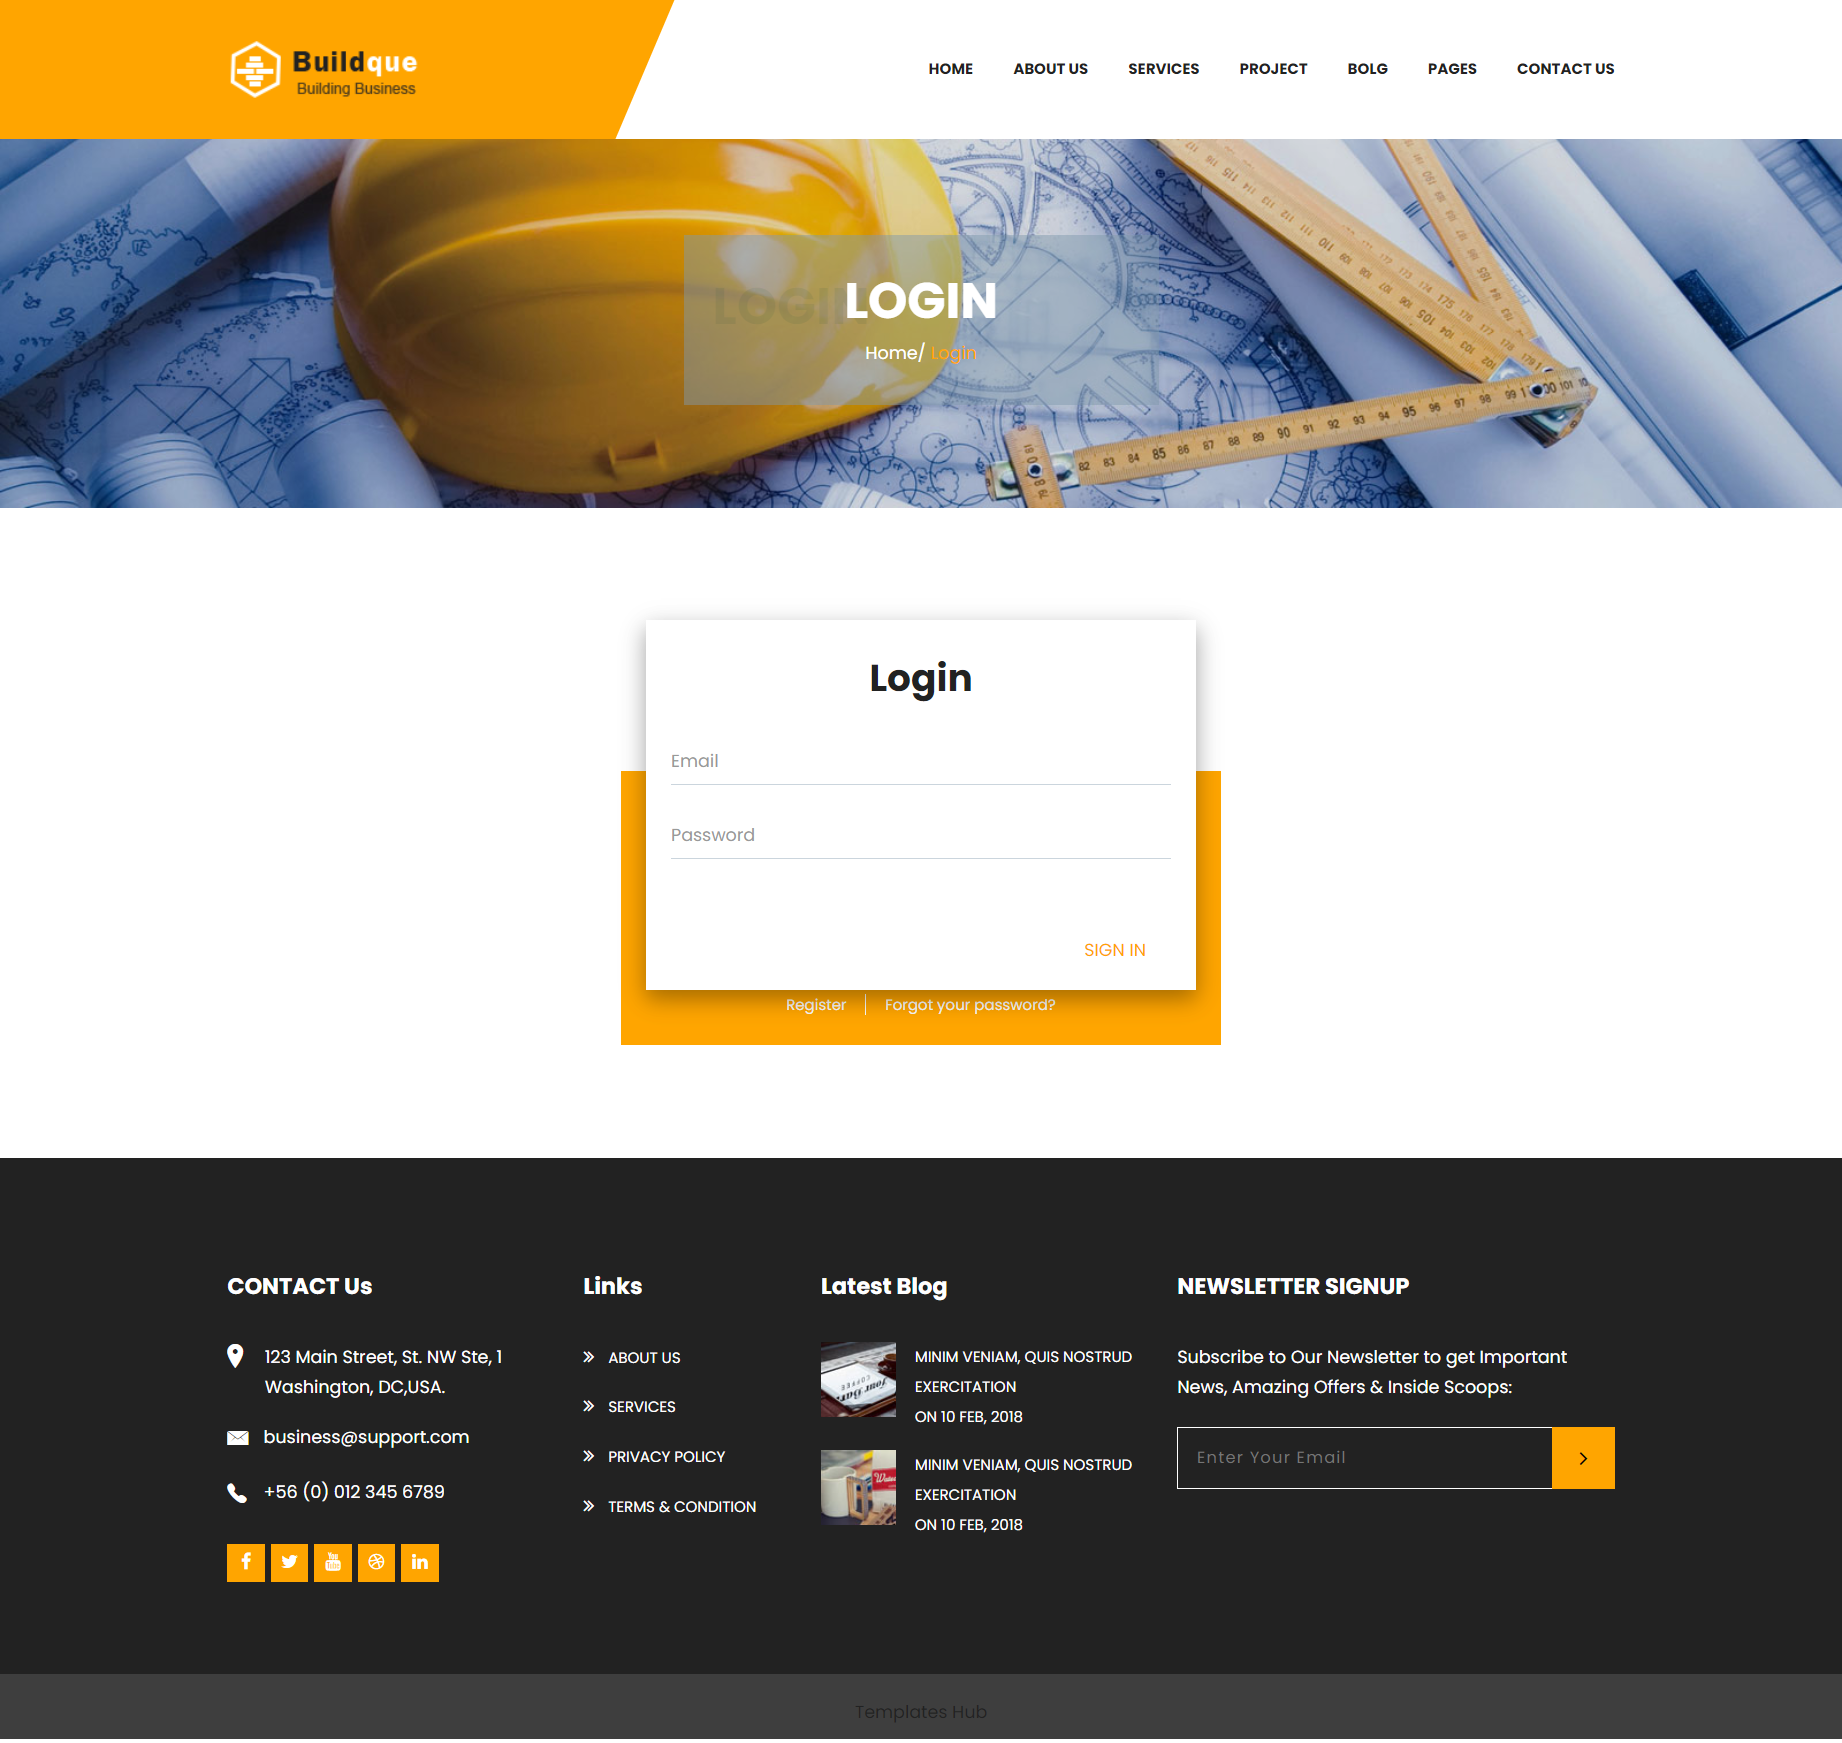 Buildque
Building Business
HOME
ABOUT US
SERVICES
PROJECT
BOLG
PAGES
CONTACT US
LOGIN
LOGIN
Home/ Login
Login
Email
Password
SIGN IN
Register
Forgot your password?
CONTACT Us
123 Main Street, St. NW Ste, 1
Washington, DC,USA.
business@support.com
+56 (0) 012 345 6789
Links
ABOUT US
SERVICES
PRIVACY POLICY
TERMS & CONDITION
Latest Blog
MINIM VENIAM, QUIS NOSTRUD
EXERCITATION
ON 10 FEB, 2018
MINIM VENIAM, QUIS NOSTRUD
EXERCITATION
ON 10 FEB, 2018
NEWSLETTER SIGNUP
Subscribe to Our Newsletter to get Important
News, Amazing Offers & Inside Scoops:
Enter Your Email
Templates Hub